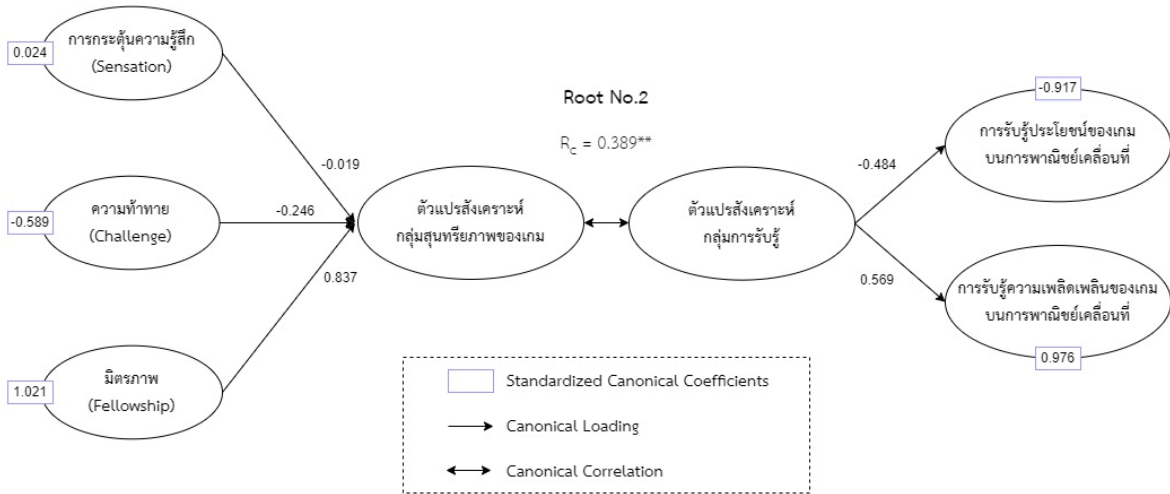 การกระตุ้นความรู้สึก
(Sensation)
0.024
Root No.2
R_c = 0.389**
-0.917
การรับรู้ประโยชน์ของเกม
บนการพาณิชย์เคลื่อนที่
-0.019
-0.484
ความท้าทาย
(Challenge)
-0.589
-0.246
ตัวแปรสังเคราะห์
กลุ่มสุนทรียภาพของเกม
ตัวแปรสังเคราะห์
กลุ่มการรับรู้
0.837
0.569
การรับรู้ความเพลิดเพลินของเกม
บนการพาณิชย์เคลื่อนที่
0.976
มิตรภาพ
(Fellowship)
1.021
Standardized Canonical Coefficients
Canonical Loading
Canonical Correlation